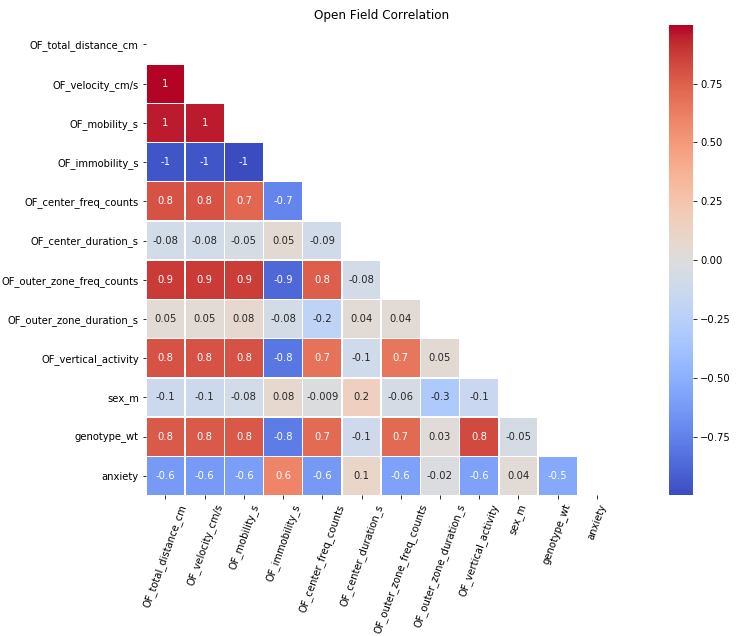 Open Field Correlation
OF_total_distance_cm
OF_velocity_cm/s 1
OF_mobility_s 1 1
OF_immobility_s -1 -1 -1
OF_center_freq_counts 0.8 0.8 0.7 -0.7
OF_center_duration_s -0.08 -0.08 -0.05 0.05 -0.09
OF_outer_zone_freq_counts 0.9 0.9 0.9 -0.9 0.8 -0.08
OF_outer_zone_duration_s 0.05 0.05 0.08 -0.08 -0.2 0.04 0.04
OF_vertical_activity 0.8 0.8 0.8 -0.8 0.7 -0.1 0.7 0.05
sex_m -0.1 -0.1 -0.08 0.08 -0.009 0.2 -0.06 -0.3 -0.1
genotype_wt 0.8 0.8 0.8 -0.8 0.7 -0.1 0.7 0.03 0.8 -0.05
anxiety -0.6 -0.6 -0.6 0.6 -0.6 0.1 -0.6 -0.02 -0.6 0.04 -0.5
OF_total_distance_cm
OF_velocity_cm/s
OF_mobility_s
OF_immobility_s
OF_center_freq_counts
OF_center_duration_s
OF_outer_zone_freq_counts
OF_outer_zone_duration_s
OF_vertical_activity
sex_m
genotype_wt
anxiety
0.75
0.50
0.25
0.00
−0.25
−0.50
−0.75